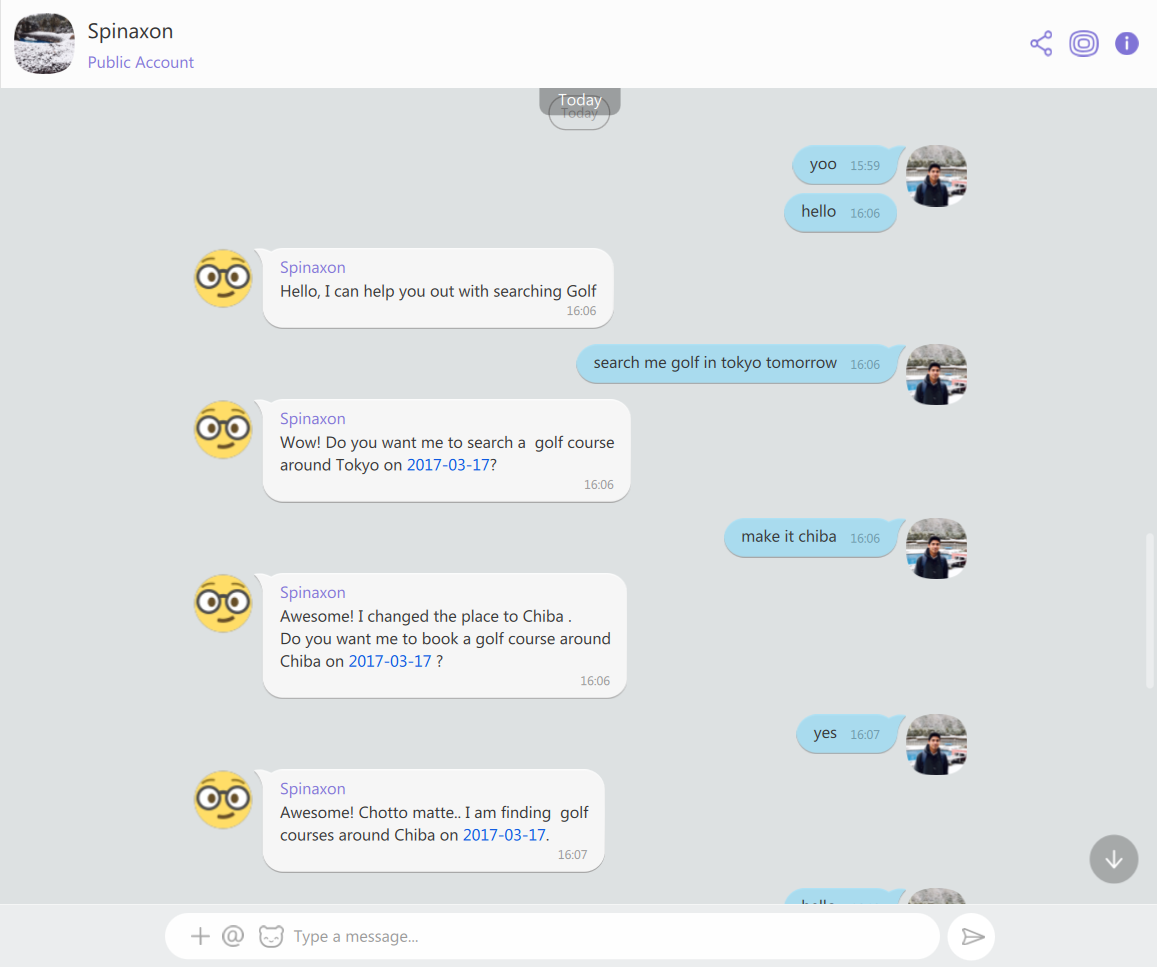 Spinaxon
Public Account
Today
Today
yoo 15:59
hello 16:06
Spinaxon
Hello, I can help you out with searching Golf
16:06
search me golf in tokyo tomorrow 16:06
Spinaxon
Wow! Do you want me to search a  golf course
around Tokyo on 2017-03-17?
16:06
make it chiba 16:06
Spinaxon
Awesome! I changed the place to Chiba .
Do you want me to book a golf course around
Chiba on 2017-03-17 ?
16:06
yes 16:07
Spinaxon
Awesome! Chotto matte.. I am finding  golf
courses around Chiba on 2017-03-17.
16:07
hello
Type a message...